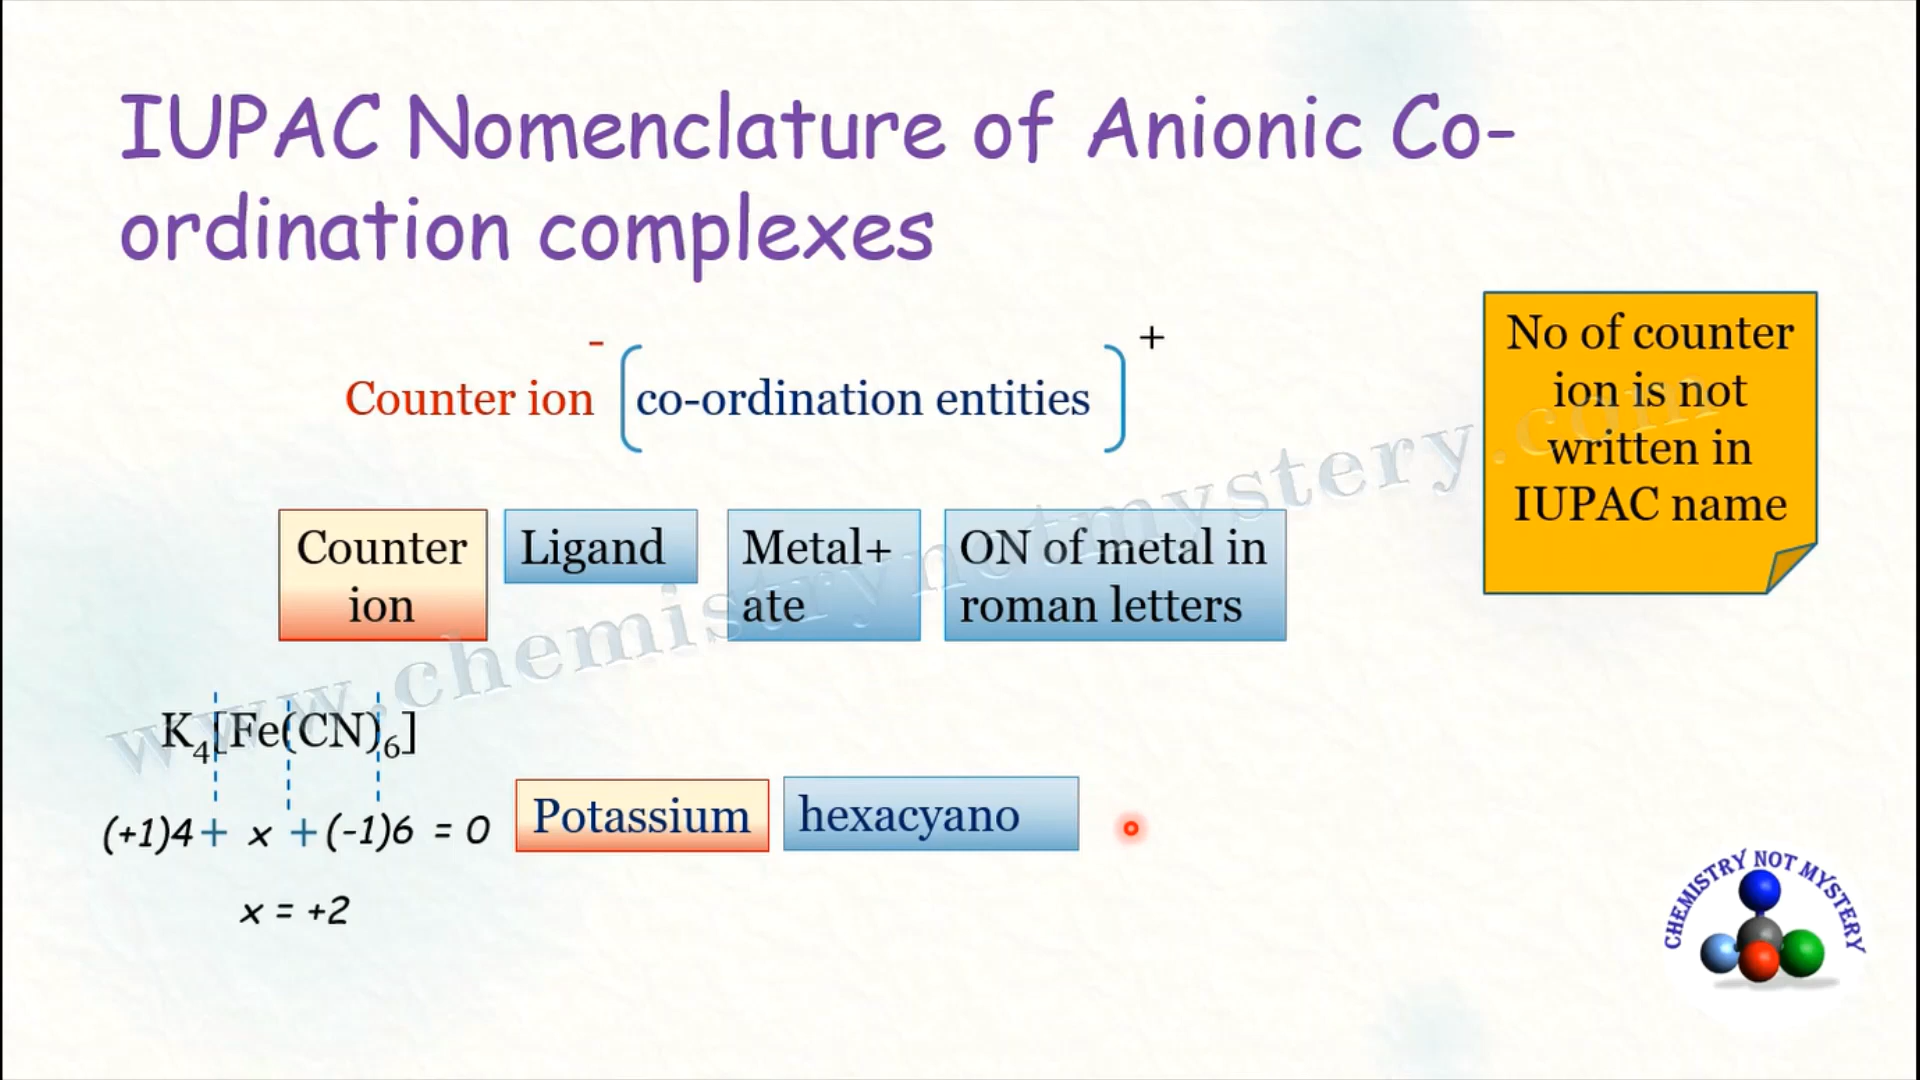 IUPAC Nomenclature of Anionic Co-
ordination complexes
Counter ion - [co-ordination entities] +
No of counter
ion is not
written in
IUPAC name
Counter
ion
Ligand
Metal+
ate
ON of metal in
roman letters
www.chemistrynotmystery.com
K4[Fe(CN)6]
(+1)4 + x + (-1)6 = 0
x = +2
Potassium
hexacyano
CHEMISTRY NOT MYSTERY